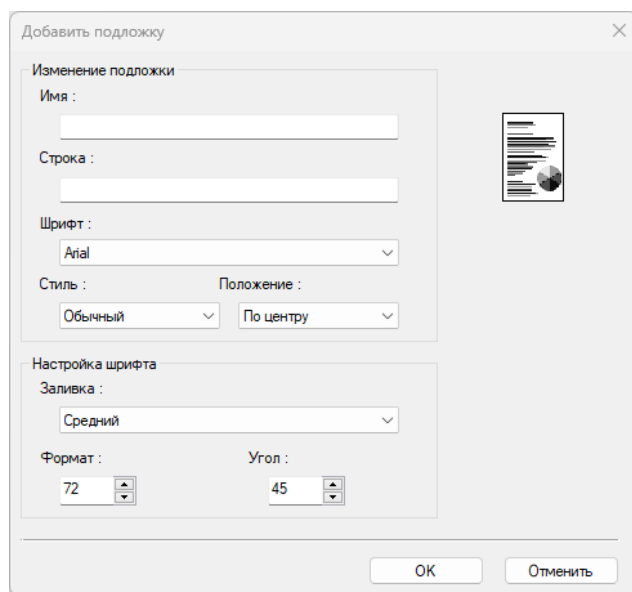 Добавить подложку
Изменение подложки
Имя :
Строка :
Шрифт :
Arial
Стиль : Положение :
Обычный По центру
Настройка шрифта
Заливка :
Средний
Формат : Угол :
72 45
OK Отменить